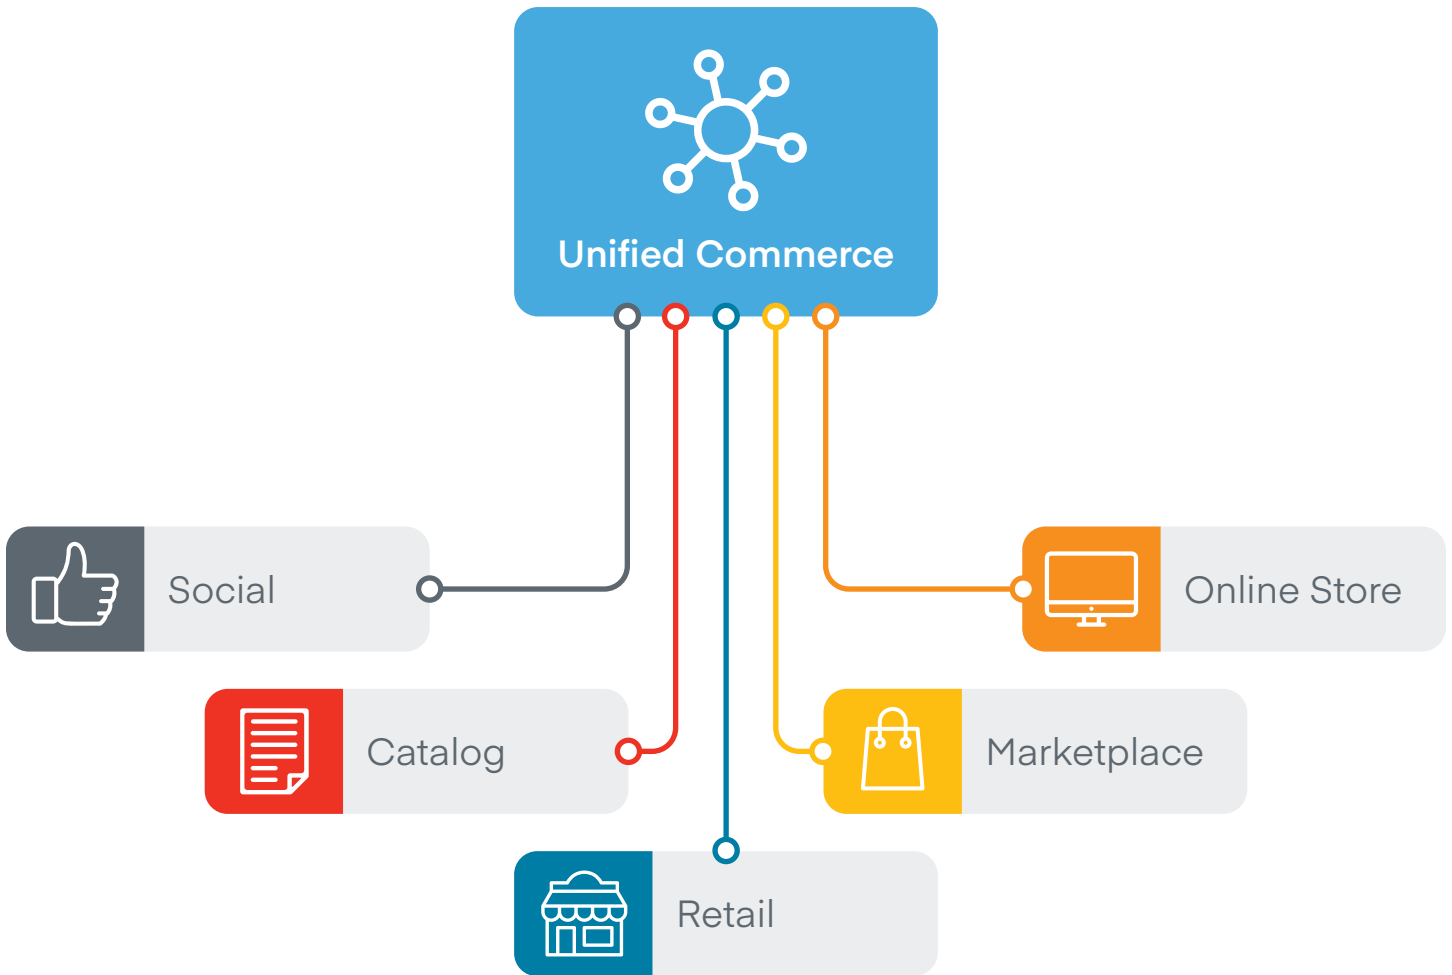 Unified Commerce
Social
Online Store
Catalog
Marketplace
Retail